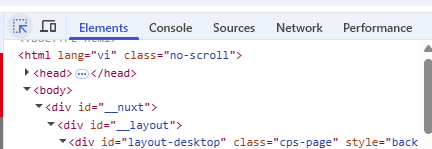 Elements Console Sources Network Performance
<html lang="vi" class="no-scroll">
<head> ··· </head>
<body>
<div id="__nuxt">
<div id="__layout">
<div id="layout-desktop" class="cps-page" style="back